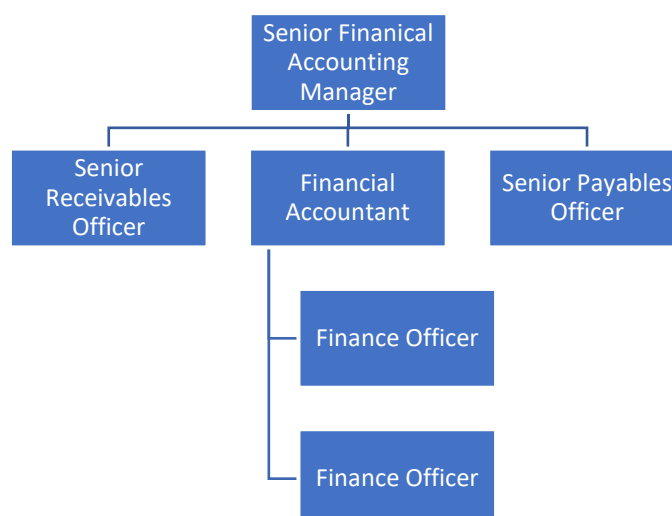 Senior Finanical
Accounting
Manager
Senior
Receivables
Officer
Financial
Accountant
Senior Payables
Officer
Finance Officer
Finance Officer